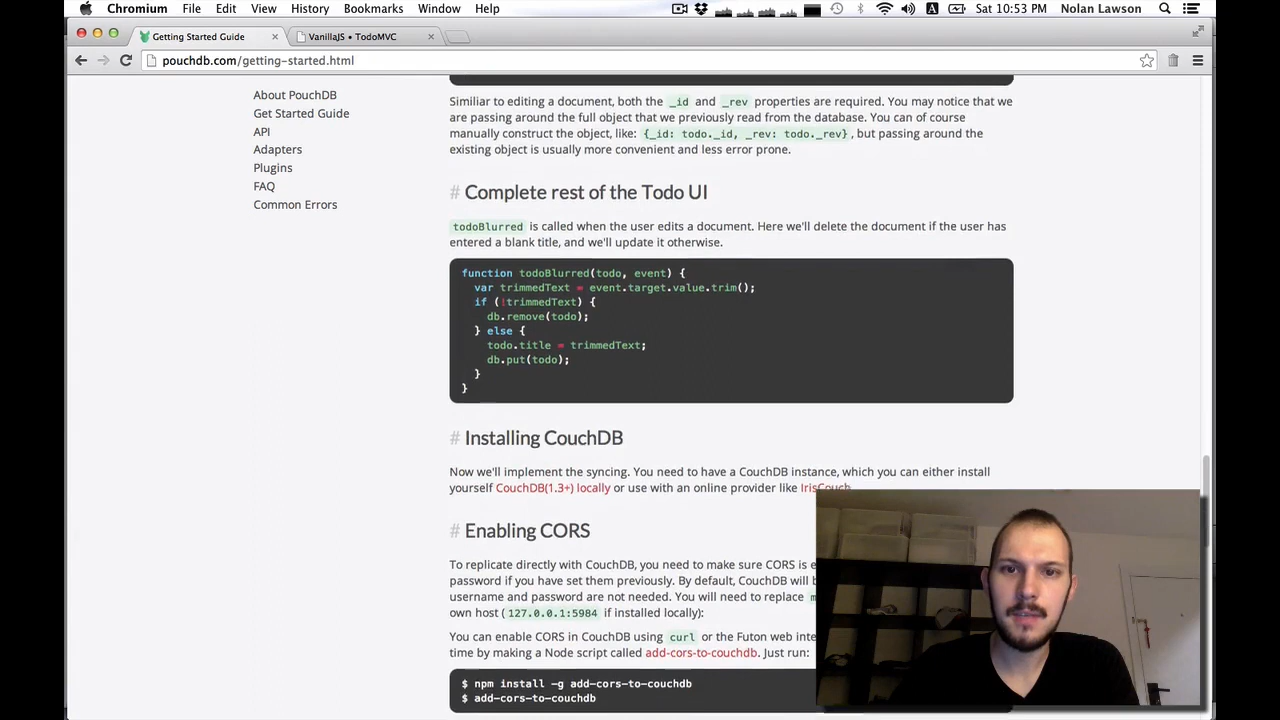 Chromium File Edit View History Bookmarks Window Help Sat 10:53 PM Nolan Lawson
Getting Started Guide
VanillaJS • TodoMVC
pouchdb.com/getting-started.html
About PouchDB
Get Started Guide
API
Adapters
Plugins
FAQ
Common Errors
Similiar to editing a document, both the _id and _rev properties are required. You may notice that we
are passing around the full object that we previously read from the database. You can of course
manually construct the object, like: {_id: todo._id, _rev: todo._rev}, but passing around the
existing object is usually more convenient and less error prone.
# Complete rest of the Todo UI
todoBlurred is called when the user edits a document. Here we'll delete the document if the user has
entered a blank title, and we'll update it otherwise.
function todoBlurred(todo, event) {
var trimmedText = event.target.value.trim();
if (!trimmedText) {
db.remove(todo);
} else {
todo.title = trimmedText;
db.put(todo);
}
}
# Installing CouchDB
Now we'll implement the syncing. You need to have a CouchDB instance, which you can either install
yourself CouchDB(1.3+) locally or use with an online provider like IrisCouch
# Enabling CORS
To replicate directly with CouchDB, you need to make sure CORS is e
password if you have set them previously. By default, CouchDB will b
username and password are not needed. You will need to replace
own host ( 127.0.0.1:5984 if installed locally):
You can enable CORS in CouchDB using curl or the Futon web inte
time by making a Node script called add-cors-to-couchdb. Just run:
$ npm install -g add-cors-to-couchdb
$ add-cors-to-couchdb